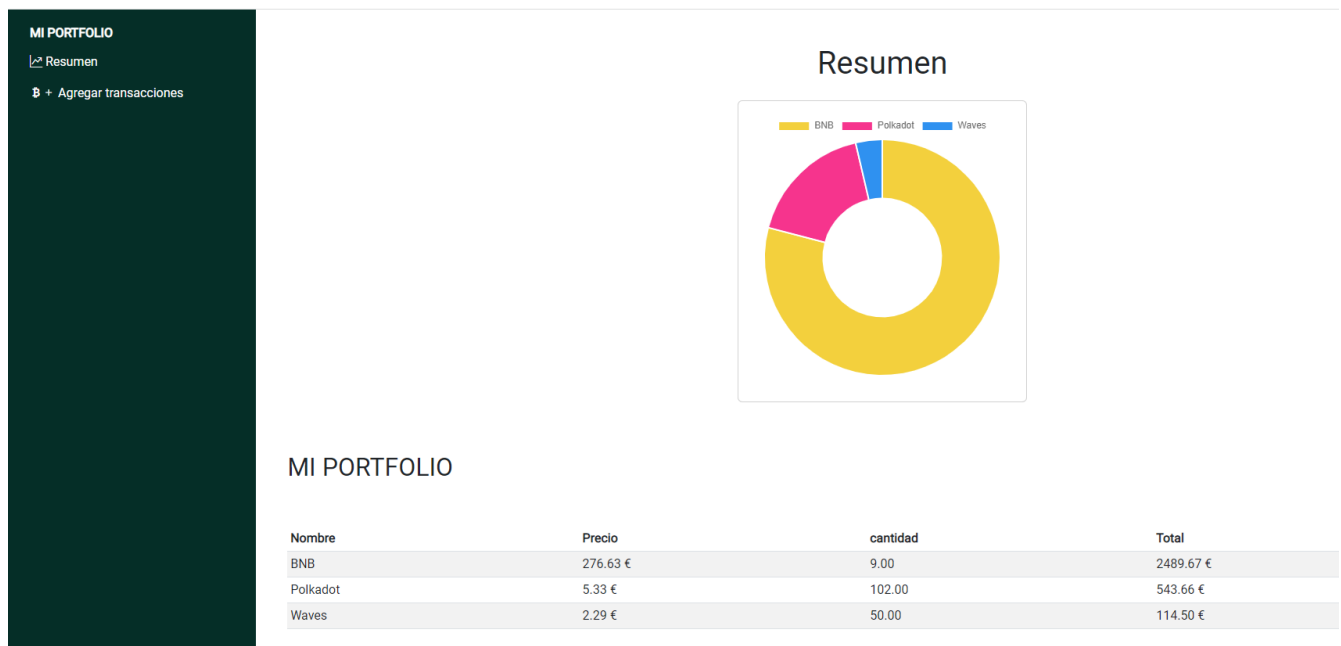 MI PORTFOLIO
Resumen
+ Agregar transacciones
Resumen
BNB Polkadot Waves
MI PORTFOLIO
Nombre Precio cantidad Total
BNB 276.63 € 9.00 2489.67 €
Polkadot 5.33 € 102.00 543.66 €
Waves 2.29 € 50.00 114.50 €